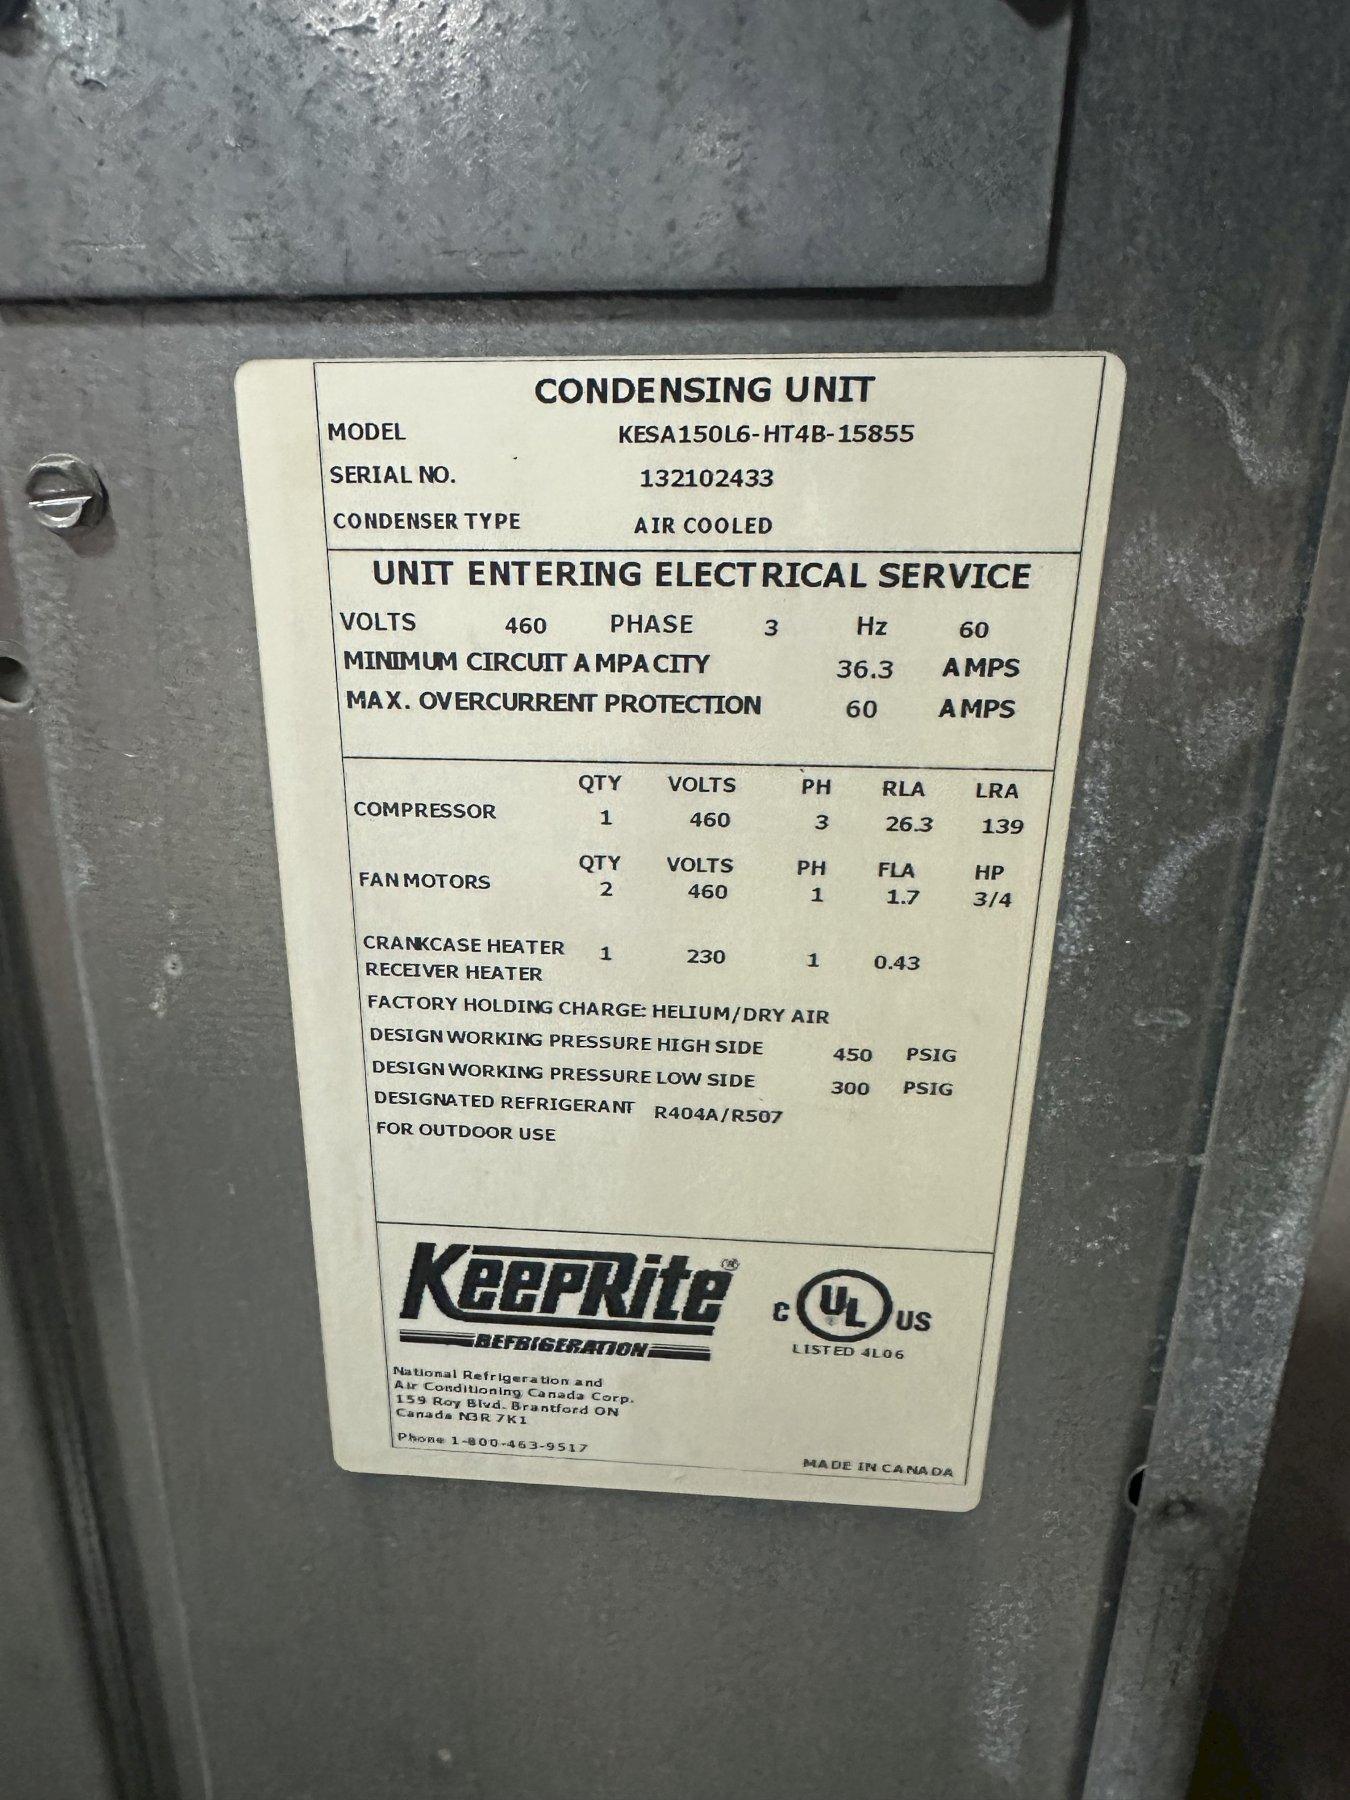 CONDENSING UNIT
MODEL KESA150L6-HT4B-15855
SERIAL NO. 132102433
CONDENSER TYPE AIR COOLED
UNIT ENTERING ELECTRICAL SERVICE
VOLTS 460 PHASE 3 Hz 60
MINIMUM CIRCUIT AMPACITY 36.3 AMPS
MAX. OVERCURRENT PROTECTION 60 AMPS
QTY VOLTS PH RLA LRA
COMPRESSOR 1 460 3 26.3 139
QTY VOLTS PH FLA HP
FAN MOTORS 2 460 1 1.7 3/4
CRANKCASE HEATER 1 230 1 0.43
RECEIVER HEATER
FACTORY HOLDING CHARGE: HELIUM/DRY AIR
DESIGN WORKING PRESSURE HIGH SIDE 450 PSIG
DESIGN WORKING PRESSURE LOW SIDE 300 PSIG
DESIGNATED REFRIGERANT R404A/R507
FOR OUTDOOR USE
KeepRite®
REFRIGERATION
C UL® US
LISTED 4L06
National Refrigeration and
Air Conditioning Canada Corp.
159 Roy Blvd. Brantford ON
Canada N3R 7K1
Phone 1-800-463-9517
MADE IN CANADA